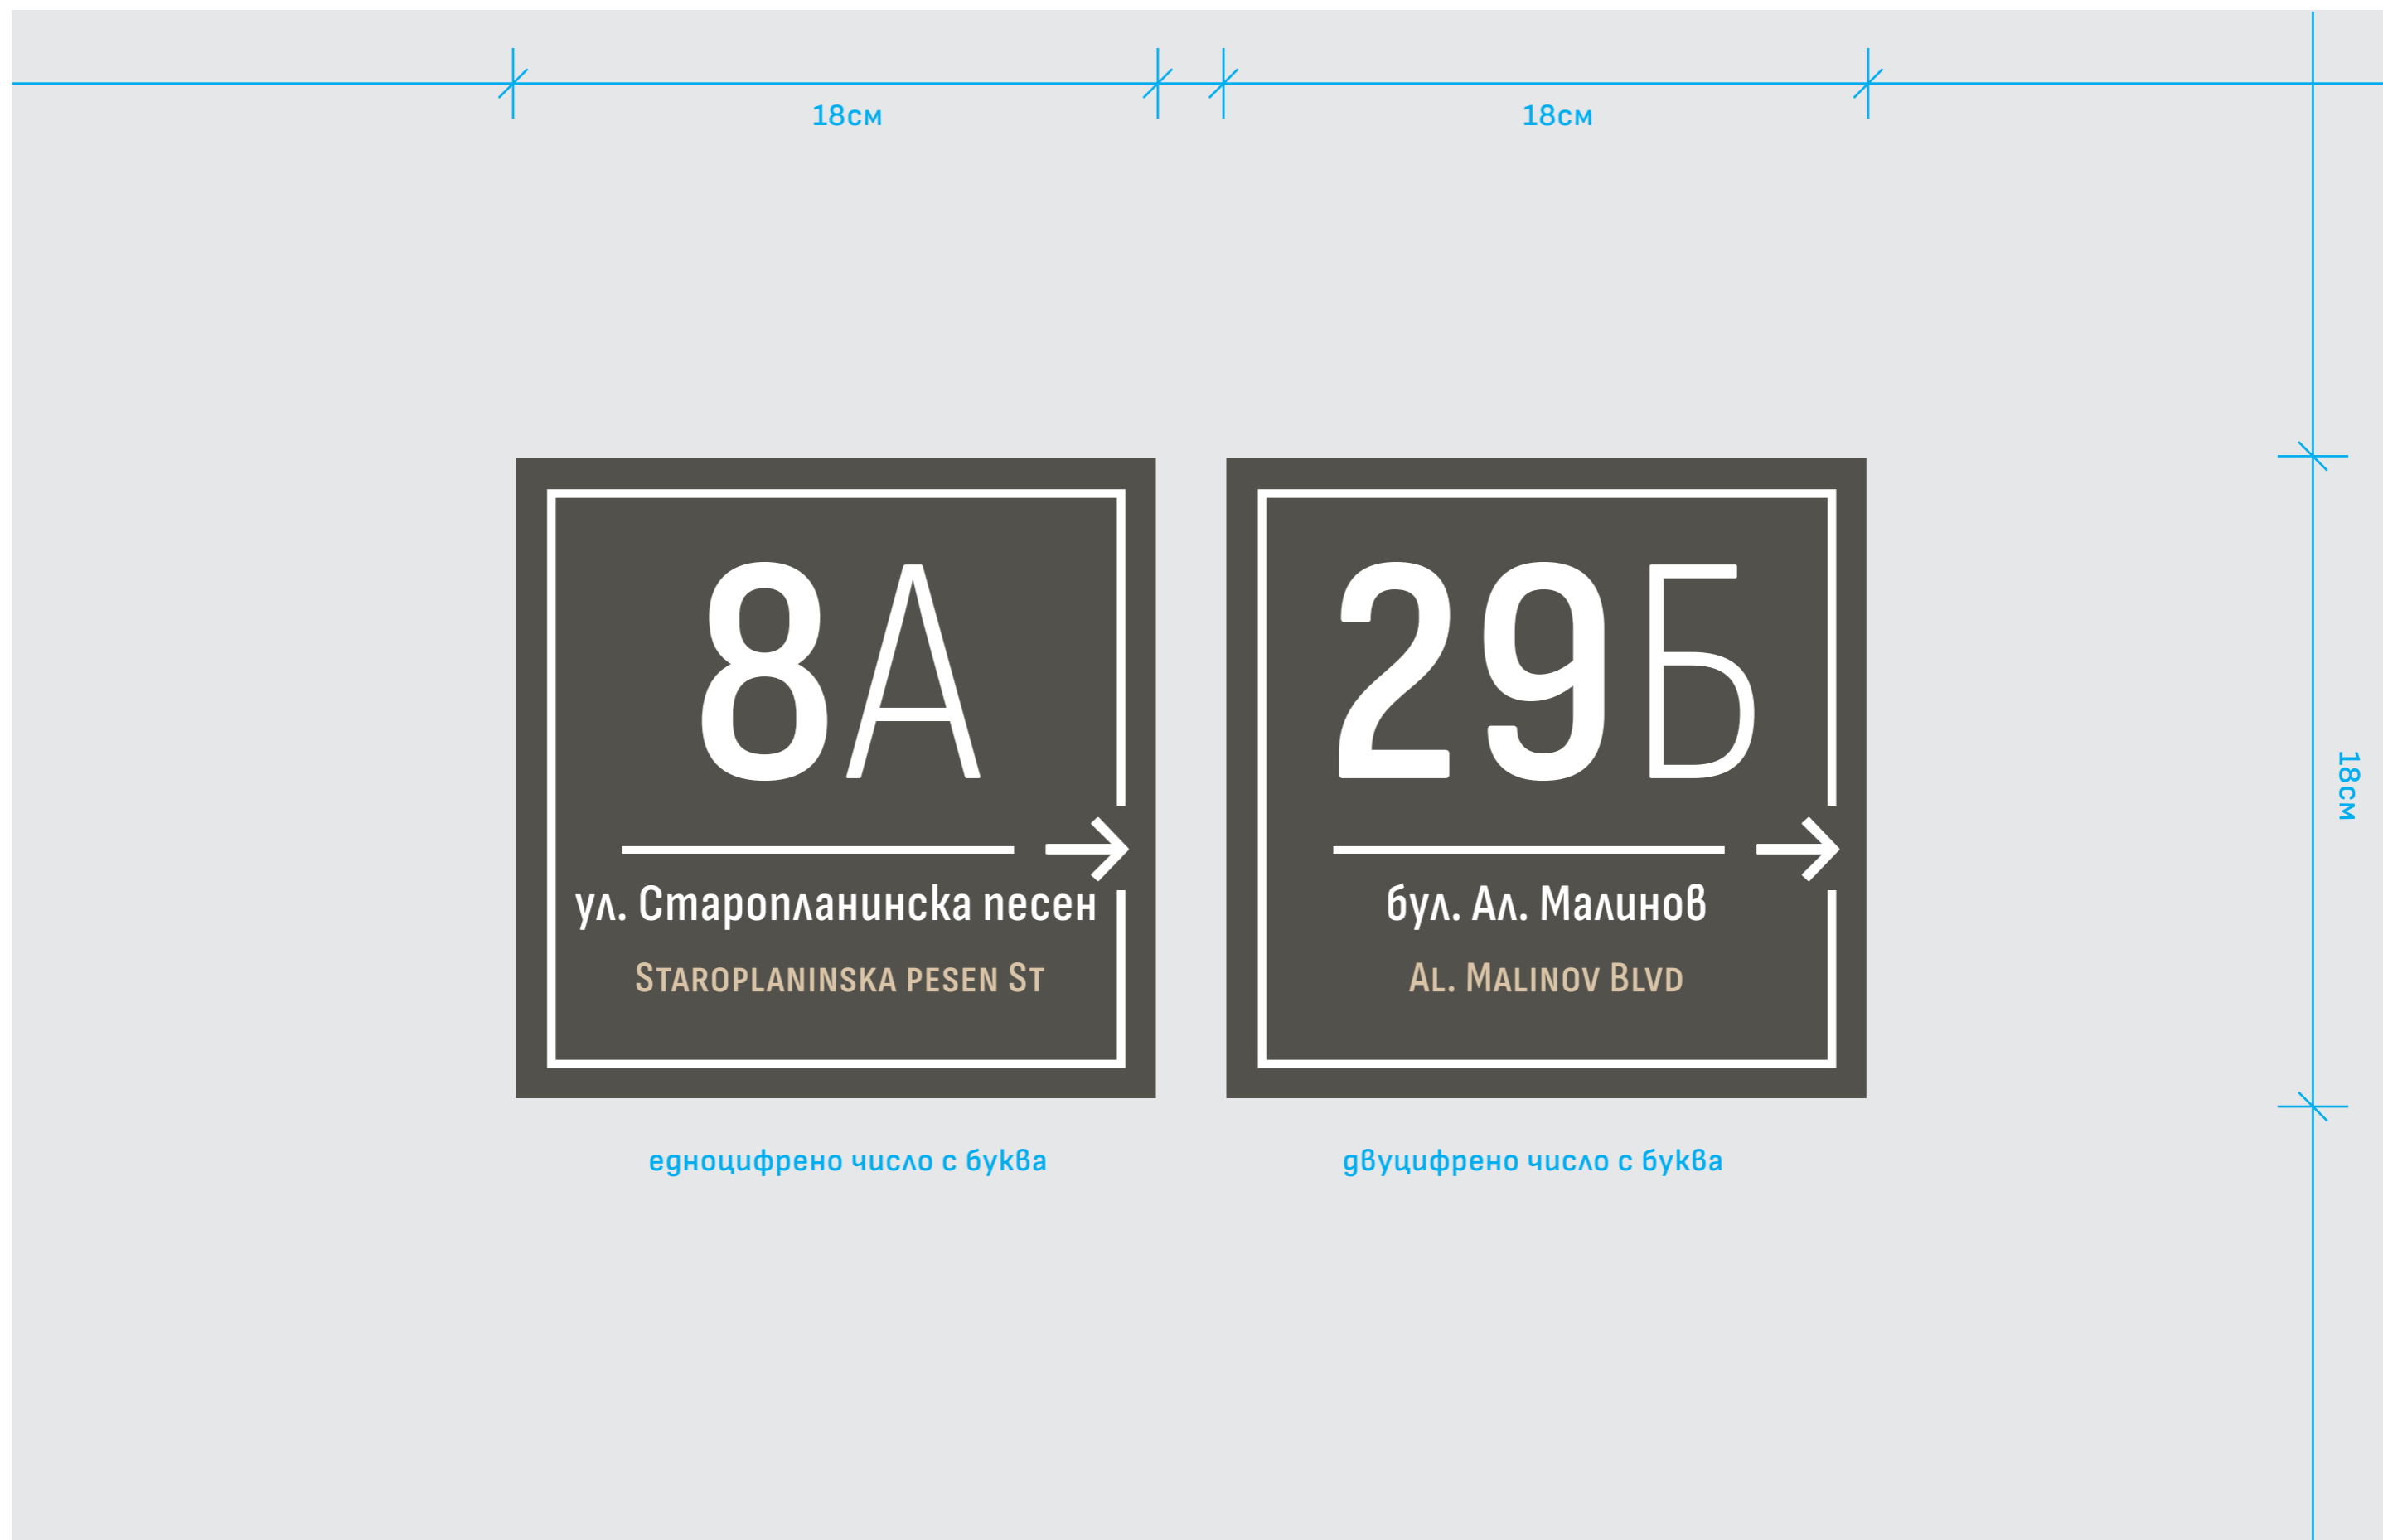 18см
18см
8А
ул. Старопланинска песен
STAROPLANINSKA PESEN ST
29Б
бул. Ал. Малинов
AL. MALINOV BLVD
18см
едноцифрено число с буква
двуцифрено число с буква